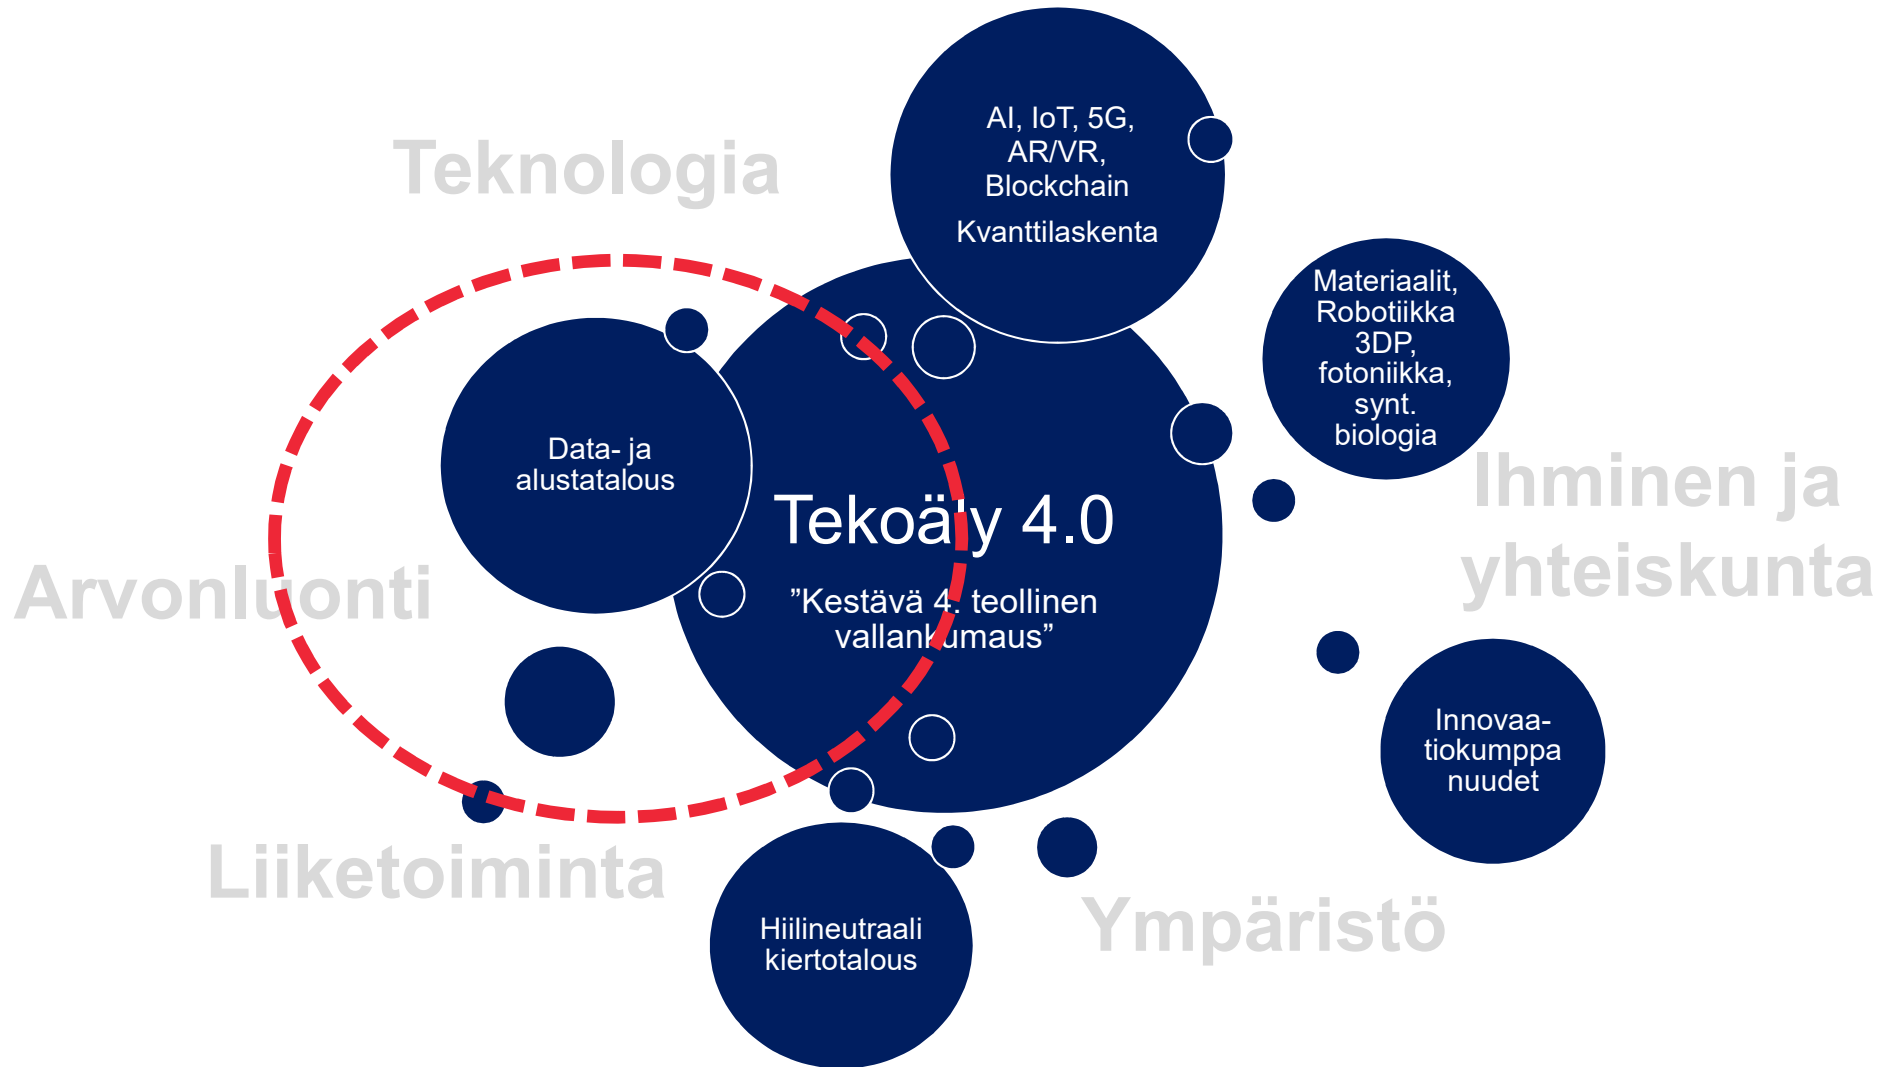 AI, IoT, 5G,
AR/VR,
Blockchain
Kvanttilaskenta
Teknologia
Materiaalit,
Robotiikka
3DP,
fotoniikka,
synt.
biologia
Data- ja
alustatalous
Tekoäly 4.0
”Kestävä 4. teollinen
vallankumaus”
Ihminen ja
yhteiskunta
Arvonluonti
Innovaa-
tiokumppa
nuudet
Liiketoiminta
Hiilineutraali
kiertotalous
Ympäristö